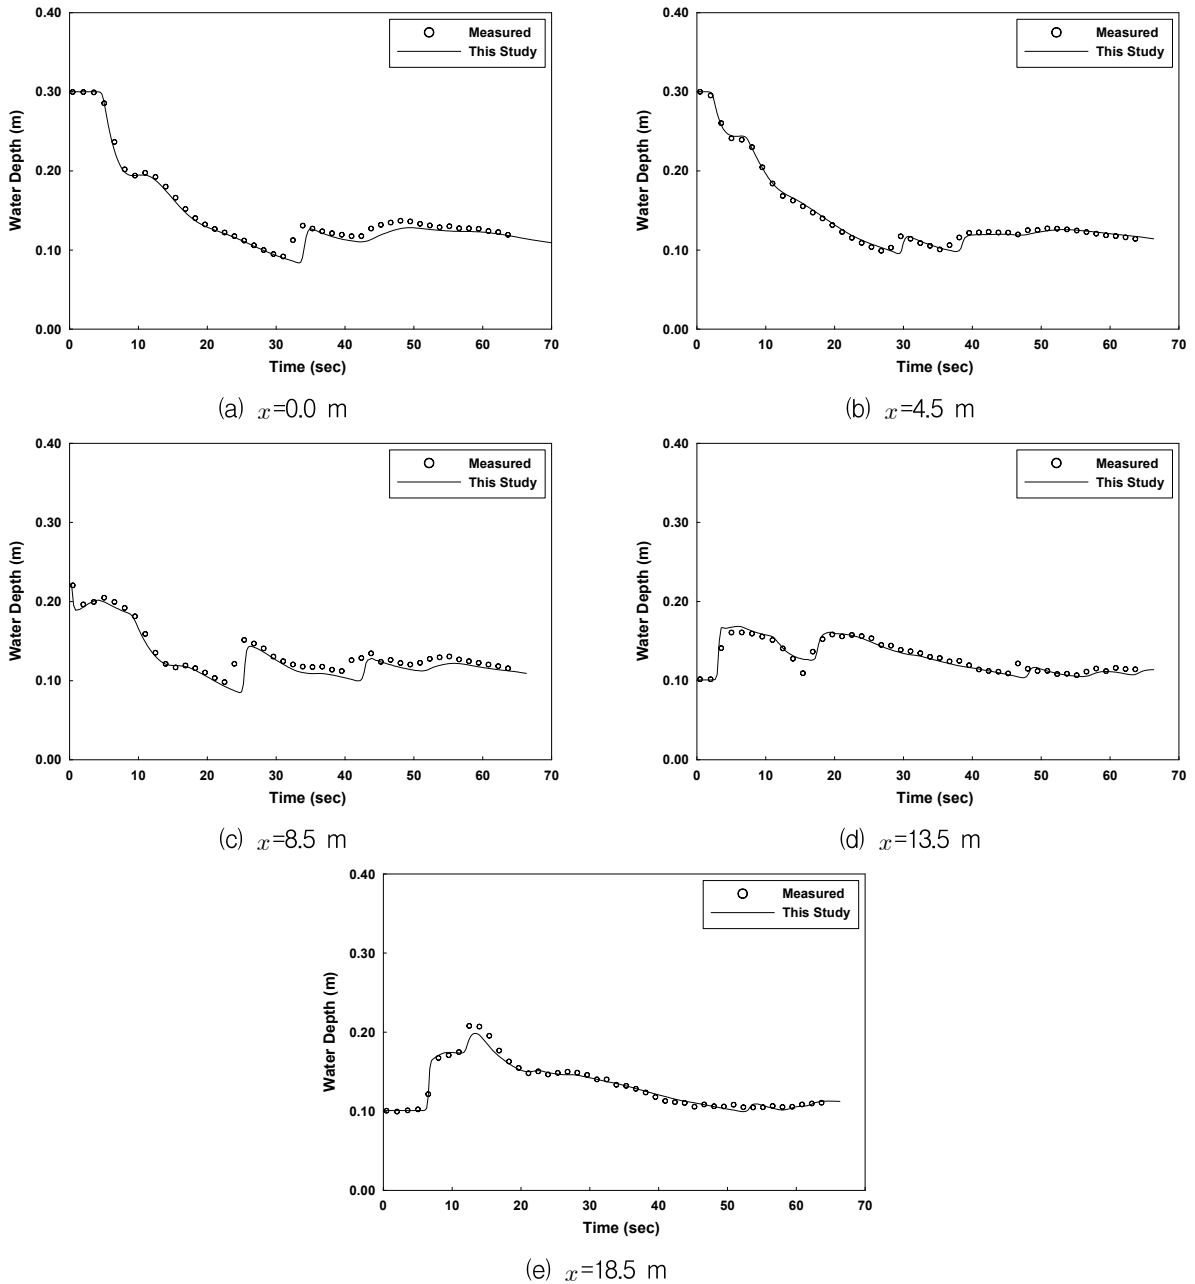 0.40
Measured
This Study
0.30
0.20
0.10
0.00
Water Depth (m)
0 10 20 30 40 50 60 70
Time (sec)
(a) x=0.0 m
0.40
Measured
This Study
0.30
0.20
0.10
0.00
Water Depth (m)
0 10 20 30 40 50 60 70
Time (sec)
(b) x=4.5 m
0.40
Measured
This Study
0.30
0.20
0.10
0.00
Water Depth (m)
0 10 20 30 40 50 60 70
Time (sec)
(c) x=8.5 m
0.40
Measured
This Study
0.30
0.20
0.10
0.00
Water Depth (m)
0 10 20 30 40 50 60 70
Time (sec)
(d) x=13.5 m
0.40
Measured
This Study
0.30
0.20
0.10
0.00
Water Depth (m)
0 10 20 30 40 50 60 70
Time (sec)
(e) x=18.5 m